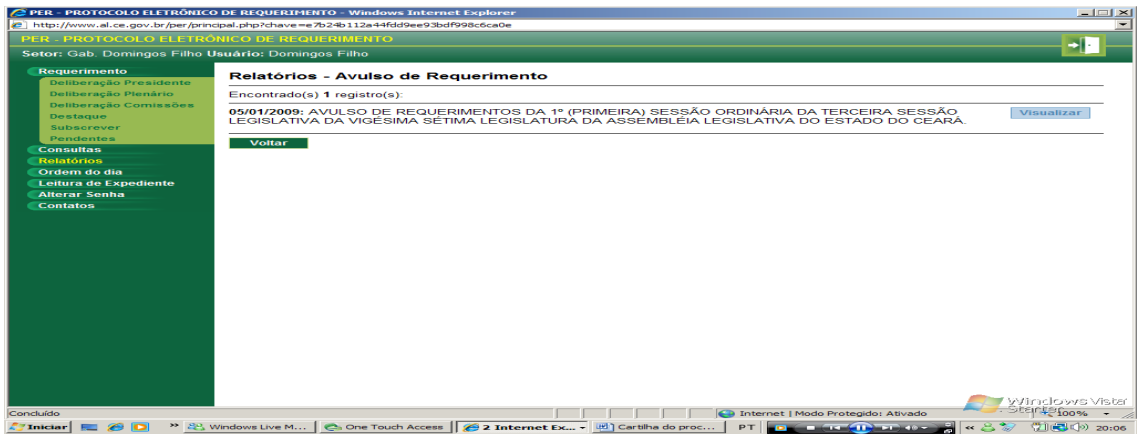 PER - PROTOCOLO ELETRÔNICO DE REQUERIMENTO - Windows Internet Explorer
http://www.al.ce.gov.br/per/principal.php?chave=e7b24b112a44fdd9ee93bdf998c6ca0e
PER - PROTOCOLO ELETRÔNICO DE REQUERIMENTO
Setor: Gab. Domingos Filho Usuário: Domingos Filho
Requerimento
Deliberação Presidente
Deliberação Plenário
Deliberação Comissões
Destaque
Subscrever
Pendentes
Consultas
Relatórios
Ordem do dia
Leitura de Expediente
Alterar Senha
Contatos
Relatórios - Avulso de Requerimento
Encontrado(s) 1 registro(s):
05/01/2009: AVULSO DE REQUERIMENTOS DA 1º (PRIMEIRA) SESSÃO ORDINÁRIA DA TERCEIRA SESSÃO
LEGISLATIVA DA VIGÉSIMA SÉTIMA LEGISLATURA DA ASSEMBLÉIA LEGISLATIVA DO ESTADO DO CEARÁ.
Visualizar
Voltar
Windows Vista
Starter
Concluído
Internet | Modo Protegido: Ativado
100%
Iniciar
Windows Live M...
One Touch Access
2 Internet Ex...
Cartilha do proc...
PT
20:06